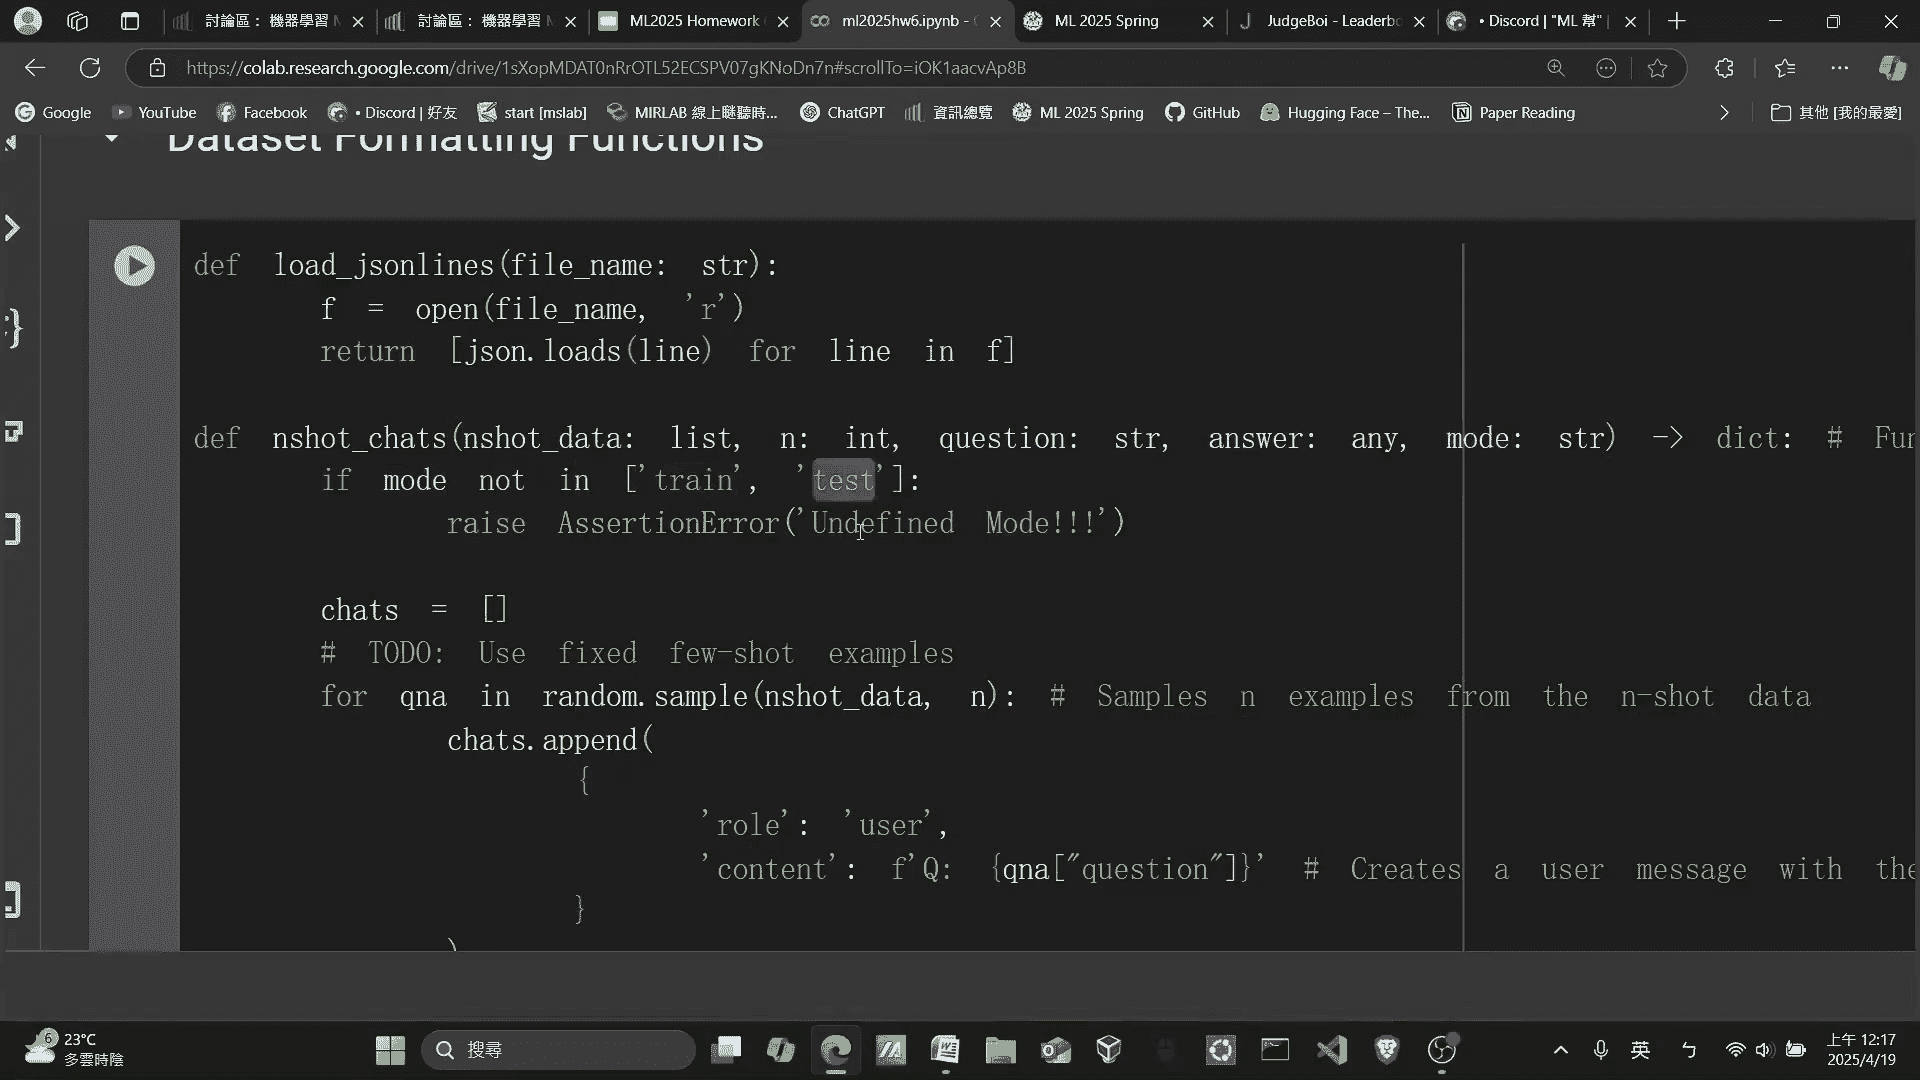 討論區： 機器學習
討論區： 機器學習
ML2025 Homework
ml2025hw6.ipynb -
ML 2025 Spring
JudgeBoi - Leaderbo
• Discord | "ML 幫" |
https://colab.research.google.com/drive/1sXopMDAT0nRrOTL52ECSPV07gKNoDn7n#scrollTo=iOK1aacvAp8B
Google
YouTube
Facebook
• Discord | 好友
start [mslab]
MIRLAB 線上瞇聽時...
ChatGPT
資訊總覽
ML 2025 Spring
GitHub
Hugging Face – The...
Paper Reading
其他 [我的最愛]
Dataset Formatting Functions
def load_jsonlines(file_name: str):
f = open(file_name, 'r')
return [json.loads(line) for line in f]
def nshot_chats(nshot_data: list, n: int, question: str, answer: any, mode: str) -> dict: # Fun
if mode not in ['train', 'test']:
raise AssertionError('Undefined Mode!!!')
chats = []
# TODO: Use fixed few-shot examples
for qna in random.sample(nshot_data, n): # Samples n examples from the n-shot data
chats.append(
{
'role': 'user',
'content': f'Q: {qna["question"]}' # Creates a user message with the
}
)
6
23°C
多雲時陰
搜尋
英
ㄅ
上午 12:17
2025/4/19